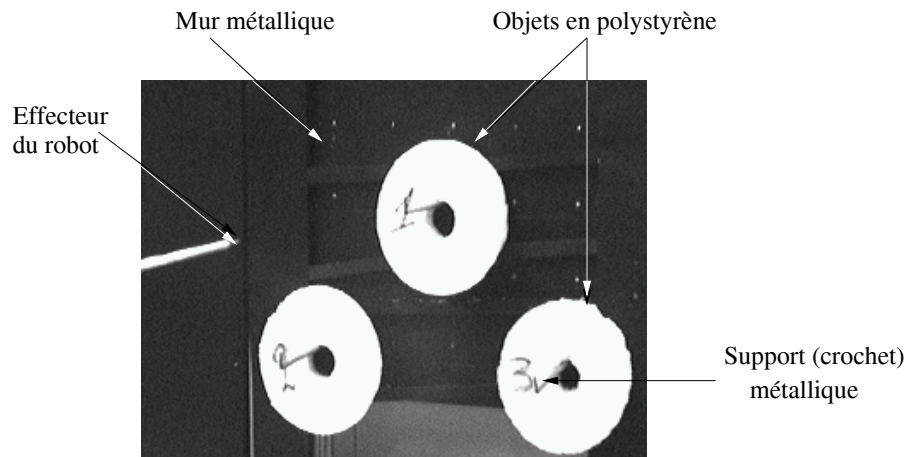 Mur métallique
Objets en polystyrène
Effecteur
du robot
1
2
3
Support (crochet)
métallique